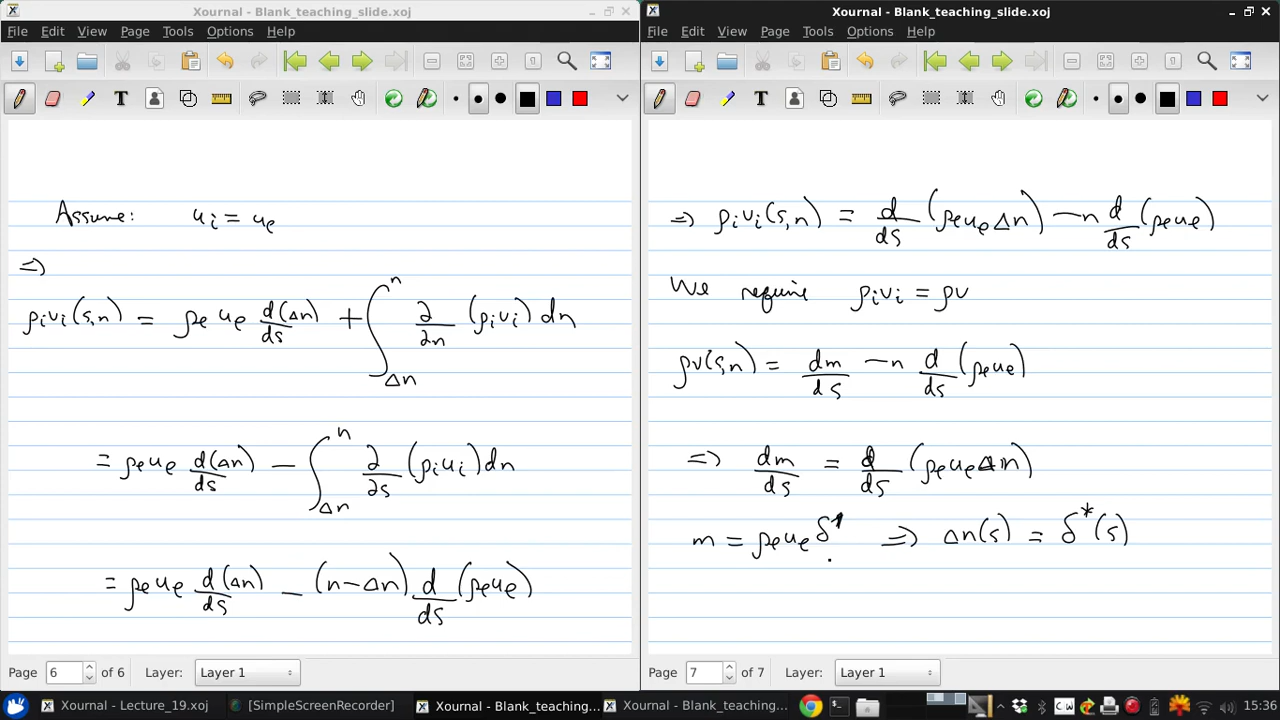 Xournal - Blank_teaching_slide.xoj
File Edit View Page Tools Options Help
Assume: uᵢ = uₑ
⇒
ρᵢvᵢ(s,n) = ρₑuₑ d(Δn)/ds + ∫_Δn^n ∂/∂n (ρᵢvᵢ) dn
= ρₑuₑ d(Δn)/ds − ∫_Δn^n ∂/∂s (ρᵢuᵢ) dn
= ρₑuₑ d(Δn)/ds − (n−Δn) d/ds (ρₑuₑ)
Page 6 of 6 Layer: Layer 1
Xournal - Blank_teaching_slide.xoj
File Edit View Page Tools Options Help
⇒ ρᵢvᵢ(s,n) = d/ds (ρₑuₑΔn) − n d/ds (ρₑuₑ)
We require ρᵢvᵢ = ρv
ρv(s,n) = dm/ds − n d/ds (ρₑuₑ)
⇒ dm/ds = d/ds (ρₑuₑΔn)
m = ρₑuₑδ* ⇒ Δn(s) = δ*(s)
Page 7 of 7 Layer: Layer 1
Xournal - Lecture_19.xoj [SimpleScreenRecorder] Xournal - Blank_teaching... Xournal - Blank_teaching... 15:36